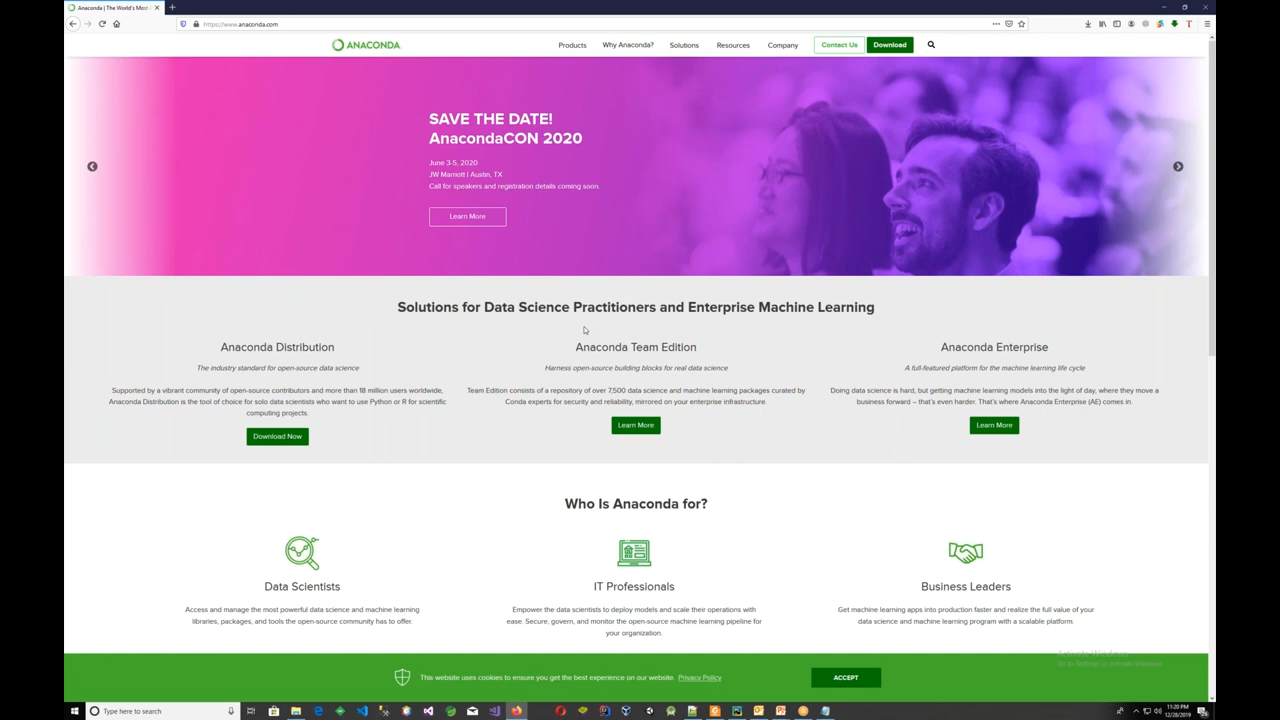 Anaconda | The World's Most
https://www.anaconda.com
ANACONDA.
Products
Why Anaconda?
Solutions
Resources
Company
Contact Us
Download
SAVE THE DATE!
AnacondaCON 2020
June 3-5, 2020
JW Marriott | Austin, TX
Call for speakers and registration details coming soon.
Learn More
Solutions for Data Science Practitioners and Enterprise Machine Learning
Anaconda Distribution
The industry standard for open-source data science
Supported by a vibrant community of open-source contributors and more than 18 million users worldwide,
Anaconda Distribution is the tool of choice for solo data scientists who want to use Python or R for scientific
computing projects.
Download Now
Anaconda Team Edition
Harness open-source building blocks for real data science
Team Edition consists of a repository of over 7,500 data science and machine learning packages curated by
Conda experts for security and reliability, mirrored on your enterprise infrastructure.
Learn More
Anaconda Enterprise
A full-featured platform for the machine learning life cycle
Doing data science is hard, but getting machine learning models into the light of day, where they move a
business forward – that's even harder. That's where Anaconda Enterprise (AE) comes in.
Learn More
Who Is Anaconda for?
Data Scientists
Access and manage the most powerful data science and machine learning
libraries, packages, and tools the open-source community has to offer.
IT Professionals
Empower the data scientists to deploy models and scale their operations with
ease. Secure, govern, and monitor the open-source machine learning pipeline for
your organization.
Business Leaders
Get machine learning apps into production faster and realize the full value of your
data science and machine learning program with a scalable platform.
Activate Windows
Go to Settings to activate Windows.
This website uses cookies to ensure you get the best experience on our website. Privacy Policy
ACCEPT
Type here to search
11:20 PM
12/28/2019